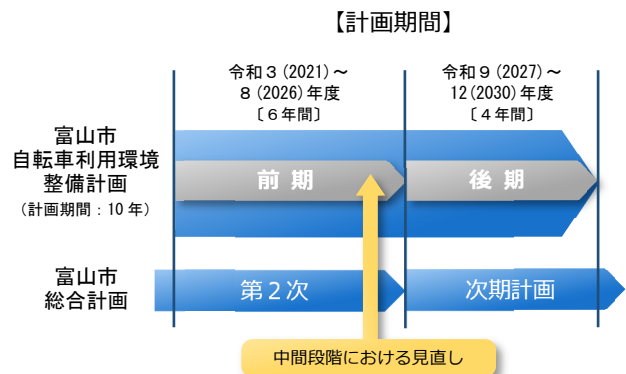 【計画期間】
令和３(2021)～
８(2026)年度
〔６年間〕
令和９(2027)～
12(2030)年度
〔４年間〕
富山市
自転車利用環境
整備計画
（計画期間：10年）
前 期
後 期
富山市
総合計画
第２次
次期計画
中間段階における見直し